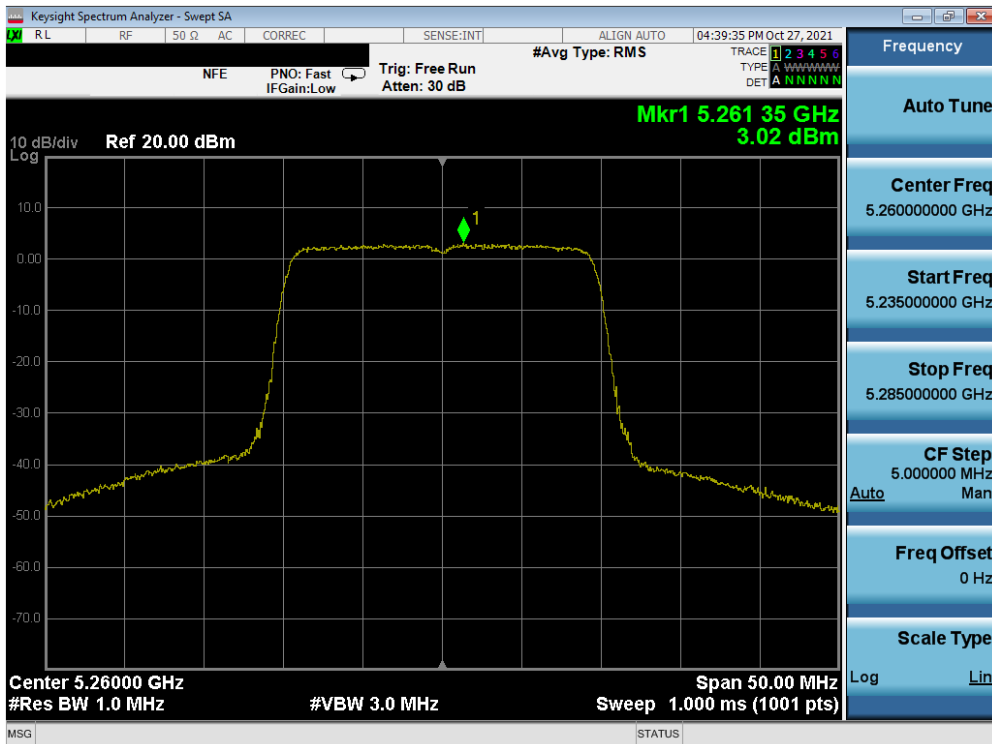 Keysight Spectrum Analyzer - Swept SA
LXI RL RF 50 Ω AC CORREC SENSE:INT ALIGN AUTO 04:39:35 PM Oct 27, 2021
#Avg Type: RMS TRACE 1 2 3 4 5 6
NFE PNO: Fast Trig: Free Run TYPE A WWWWW
IFGain:Low Atten: 30 dB DET A N N N N N
Mkr1 5.261 35 GHz
3.02 dBm
10 dB/div Ref 20.00 dBm
Log
10.0
1
0.00
-10.0
-20.0
-30.0
-40.0
-50.0
-60.0
-70.0
Center 5.26000 GHz Span 50.00 MHz
#Res BW 1.0 MHz #VBW 3.0 MHz Sweep 1.000 ms (1001 pts)
MSG STATUS
Frequency
Auto Tune
Center Freq
5.260000000 GHz
Start Freq
5.235000000 GHz
Stop Freq
5.285000000 GHz
CF Step
5.000000 MHz
Auto Man
Freq Offset
0 Hz
Scale Type
Log Lin